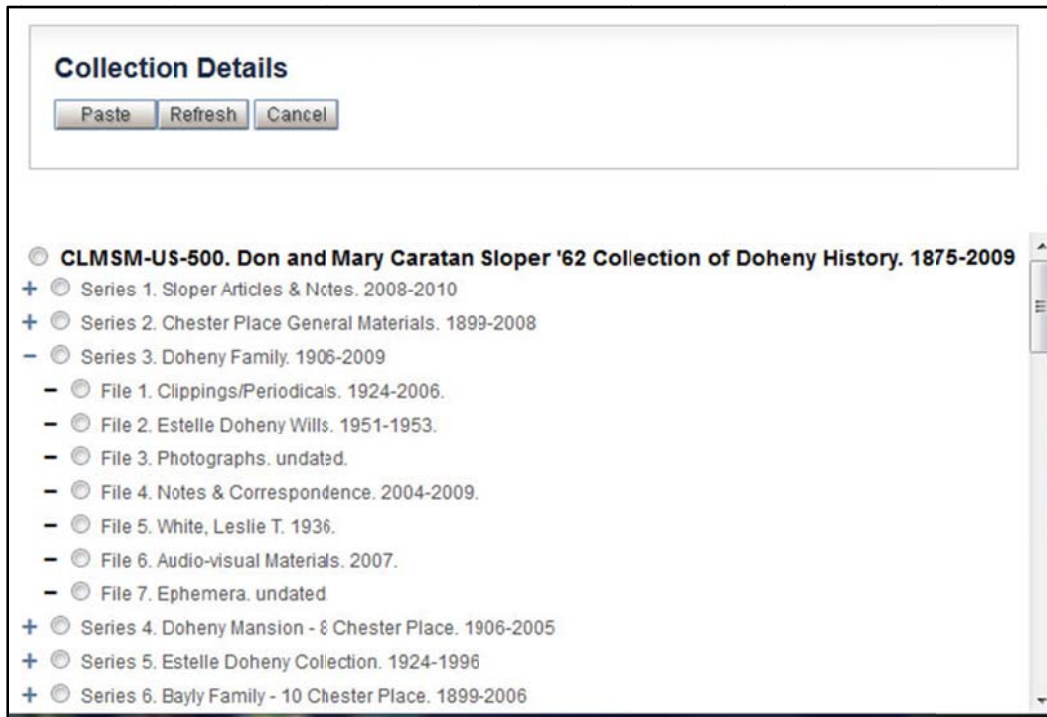 Collection Details
Paste Refresh Cancel
CLMSM-US-500. Don and Mary Caratan Sloper '62 Collection of Doheny History. 1875-2009
+ Series 1. Sloper Articles & Notes. 2008-2010
+ Series 2. Chester Place General Materials. 1899-2008
- Series 3. Doheny Family. 1906-2009
- File 1. Clippings/Periodicals. 1924-2006.
- File 2. Estelle Doheny Wills. 1951-1953.
- File 3. Photographs. undated.
- File 4. Notes & Correspondence. 2004-2009.
- File 5. White, Leslie T. 1936.
- File 6. Audio-visual Materials. 2007.
- File 7. Ephemera. undated
+ Series 4. Doheny Mansion - 8 Chester Place. 1906-2005
+ Series 5. Estelle Doheny Collection. 1924-1996
+ Series 6. Bayly Family - 10 Chester Place. 1899-2006